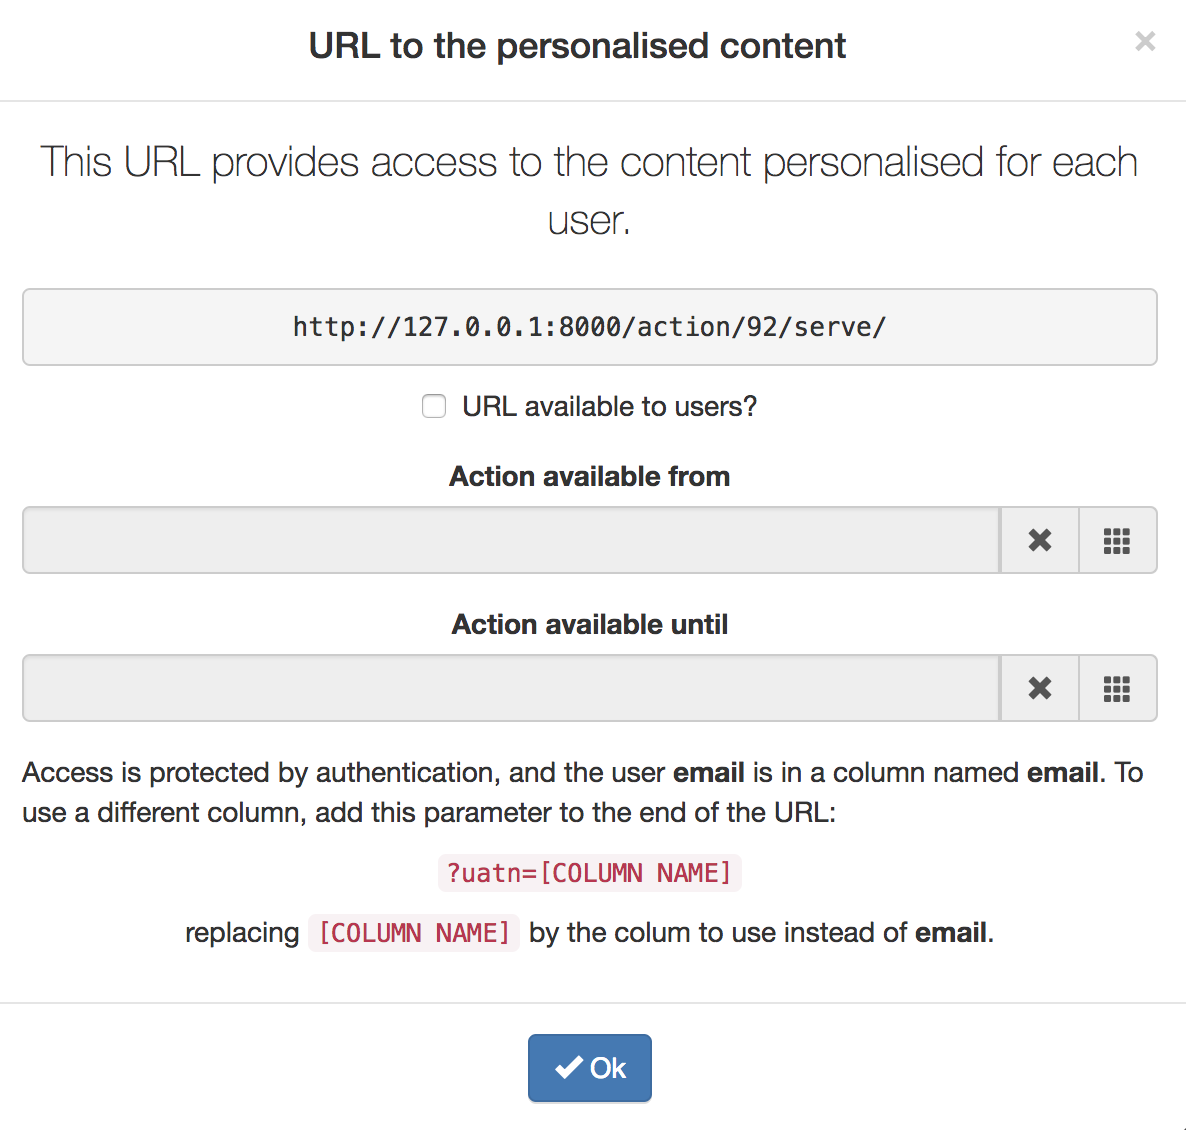 URL to the personalised content
This URL provides access to the content personalised for each
user.
http://127.0.0.1:8000/action/92/serve/
URL available to users?
Action available from
Action available until
Access is protected by authentication, and the user email is in a column named email. To
use a different column, add this parameter to the end of the URL:
?uatn=[COLUMN NAME]
replacing [COLUMN NAME] by the colum to use instead of email.
Ok